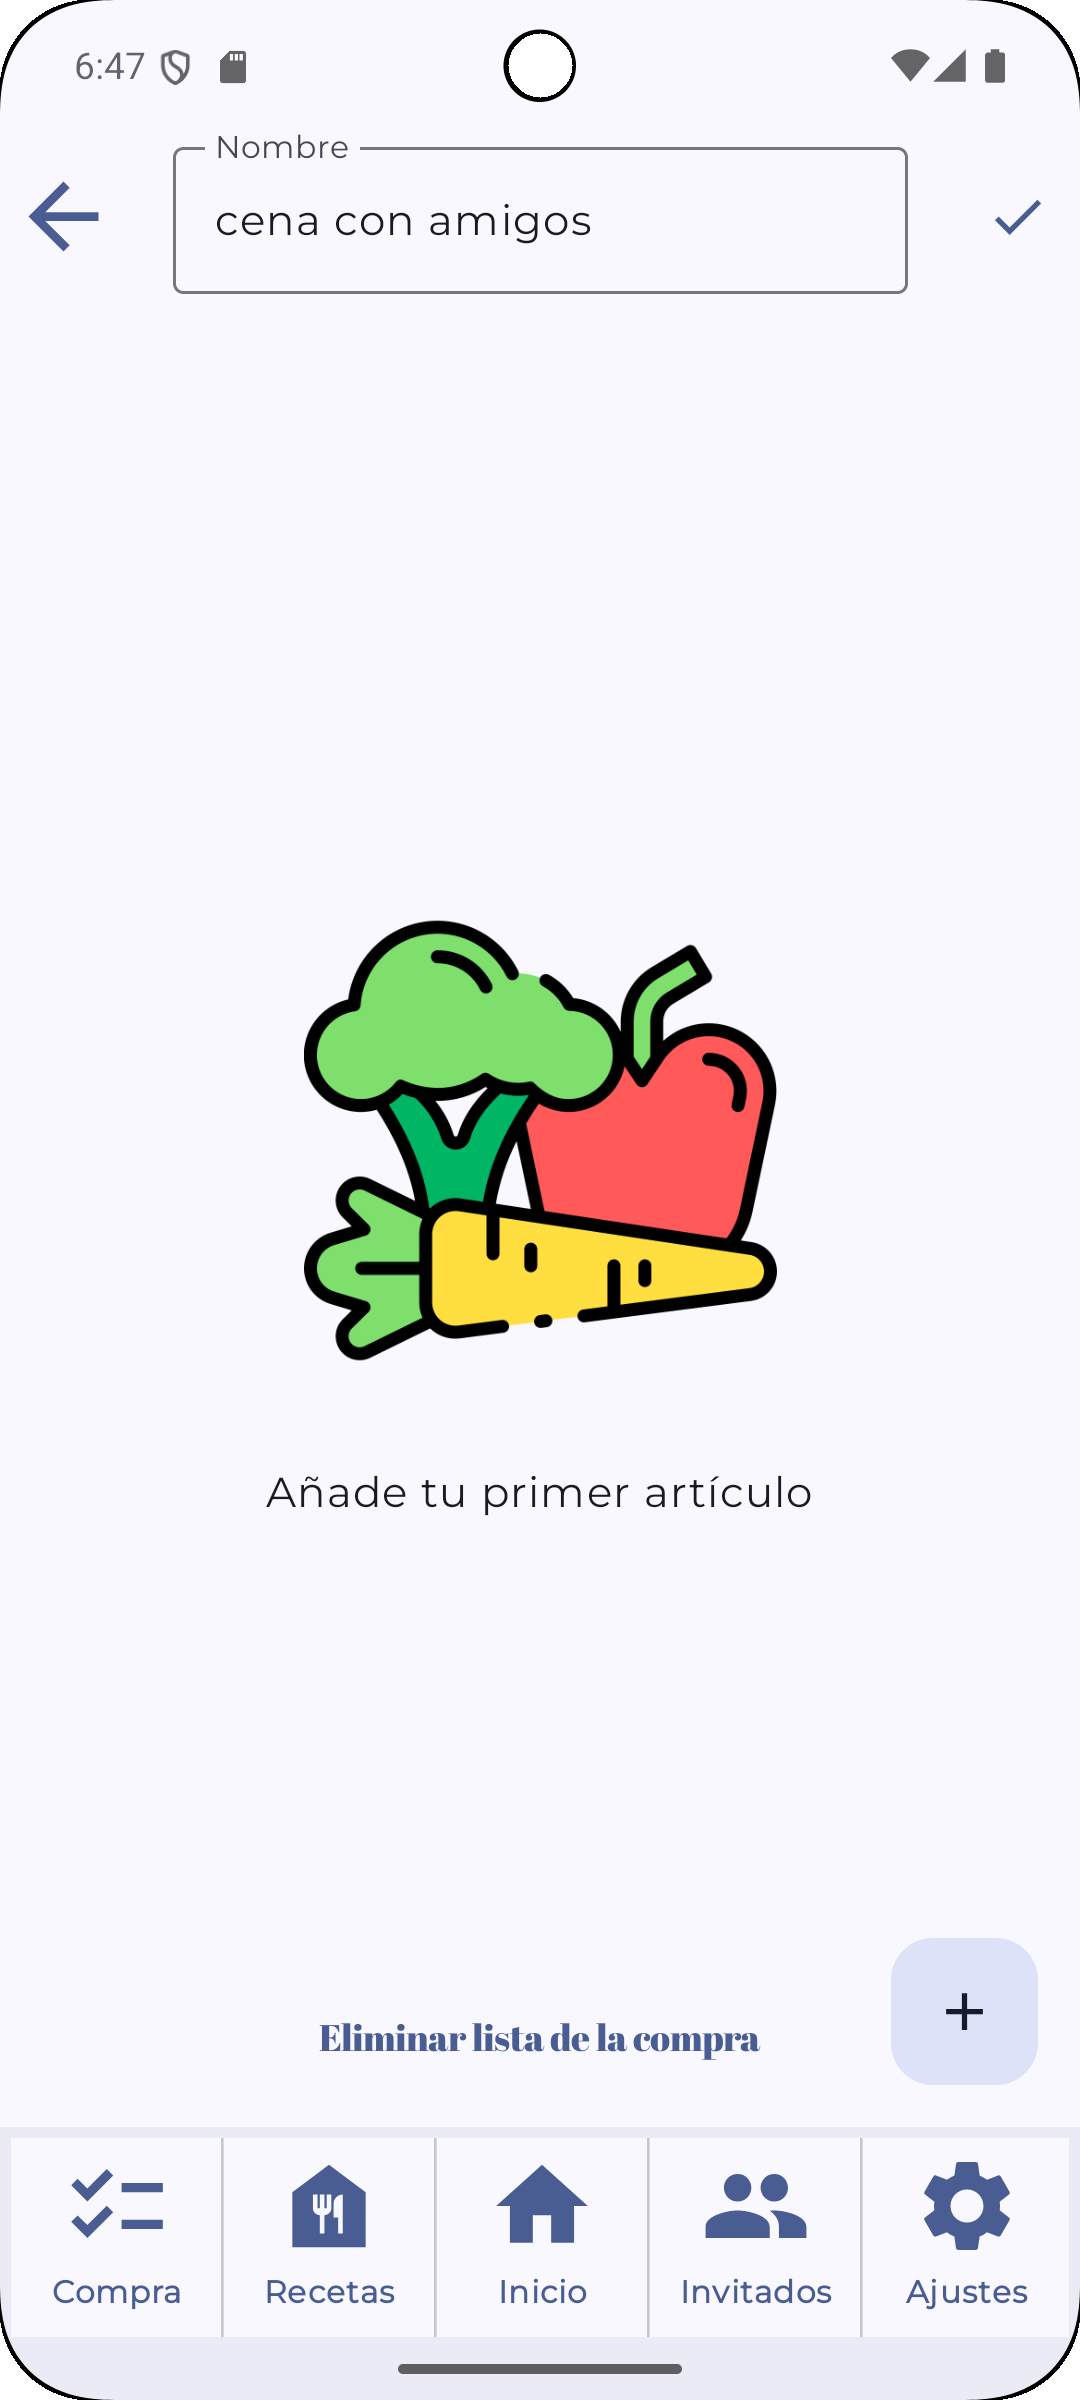 6:47
Nombre
cena con amigos
Añade tu primer artículo
Eliminar lista de la compra
Compra
Recetas
Inicio
Invitados
Ajustes